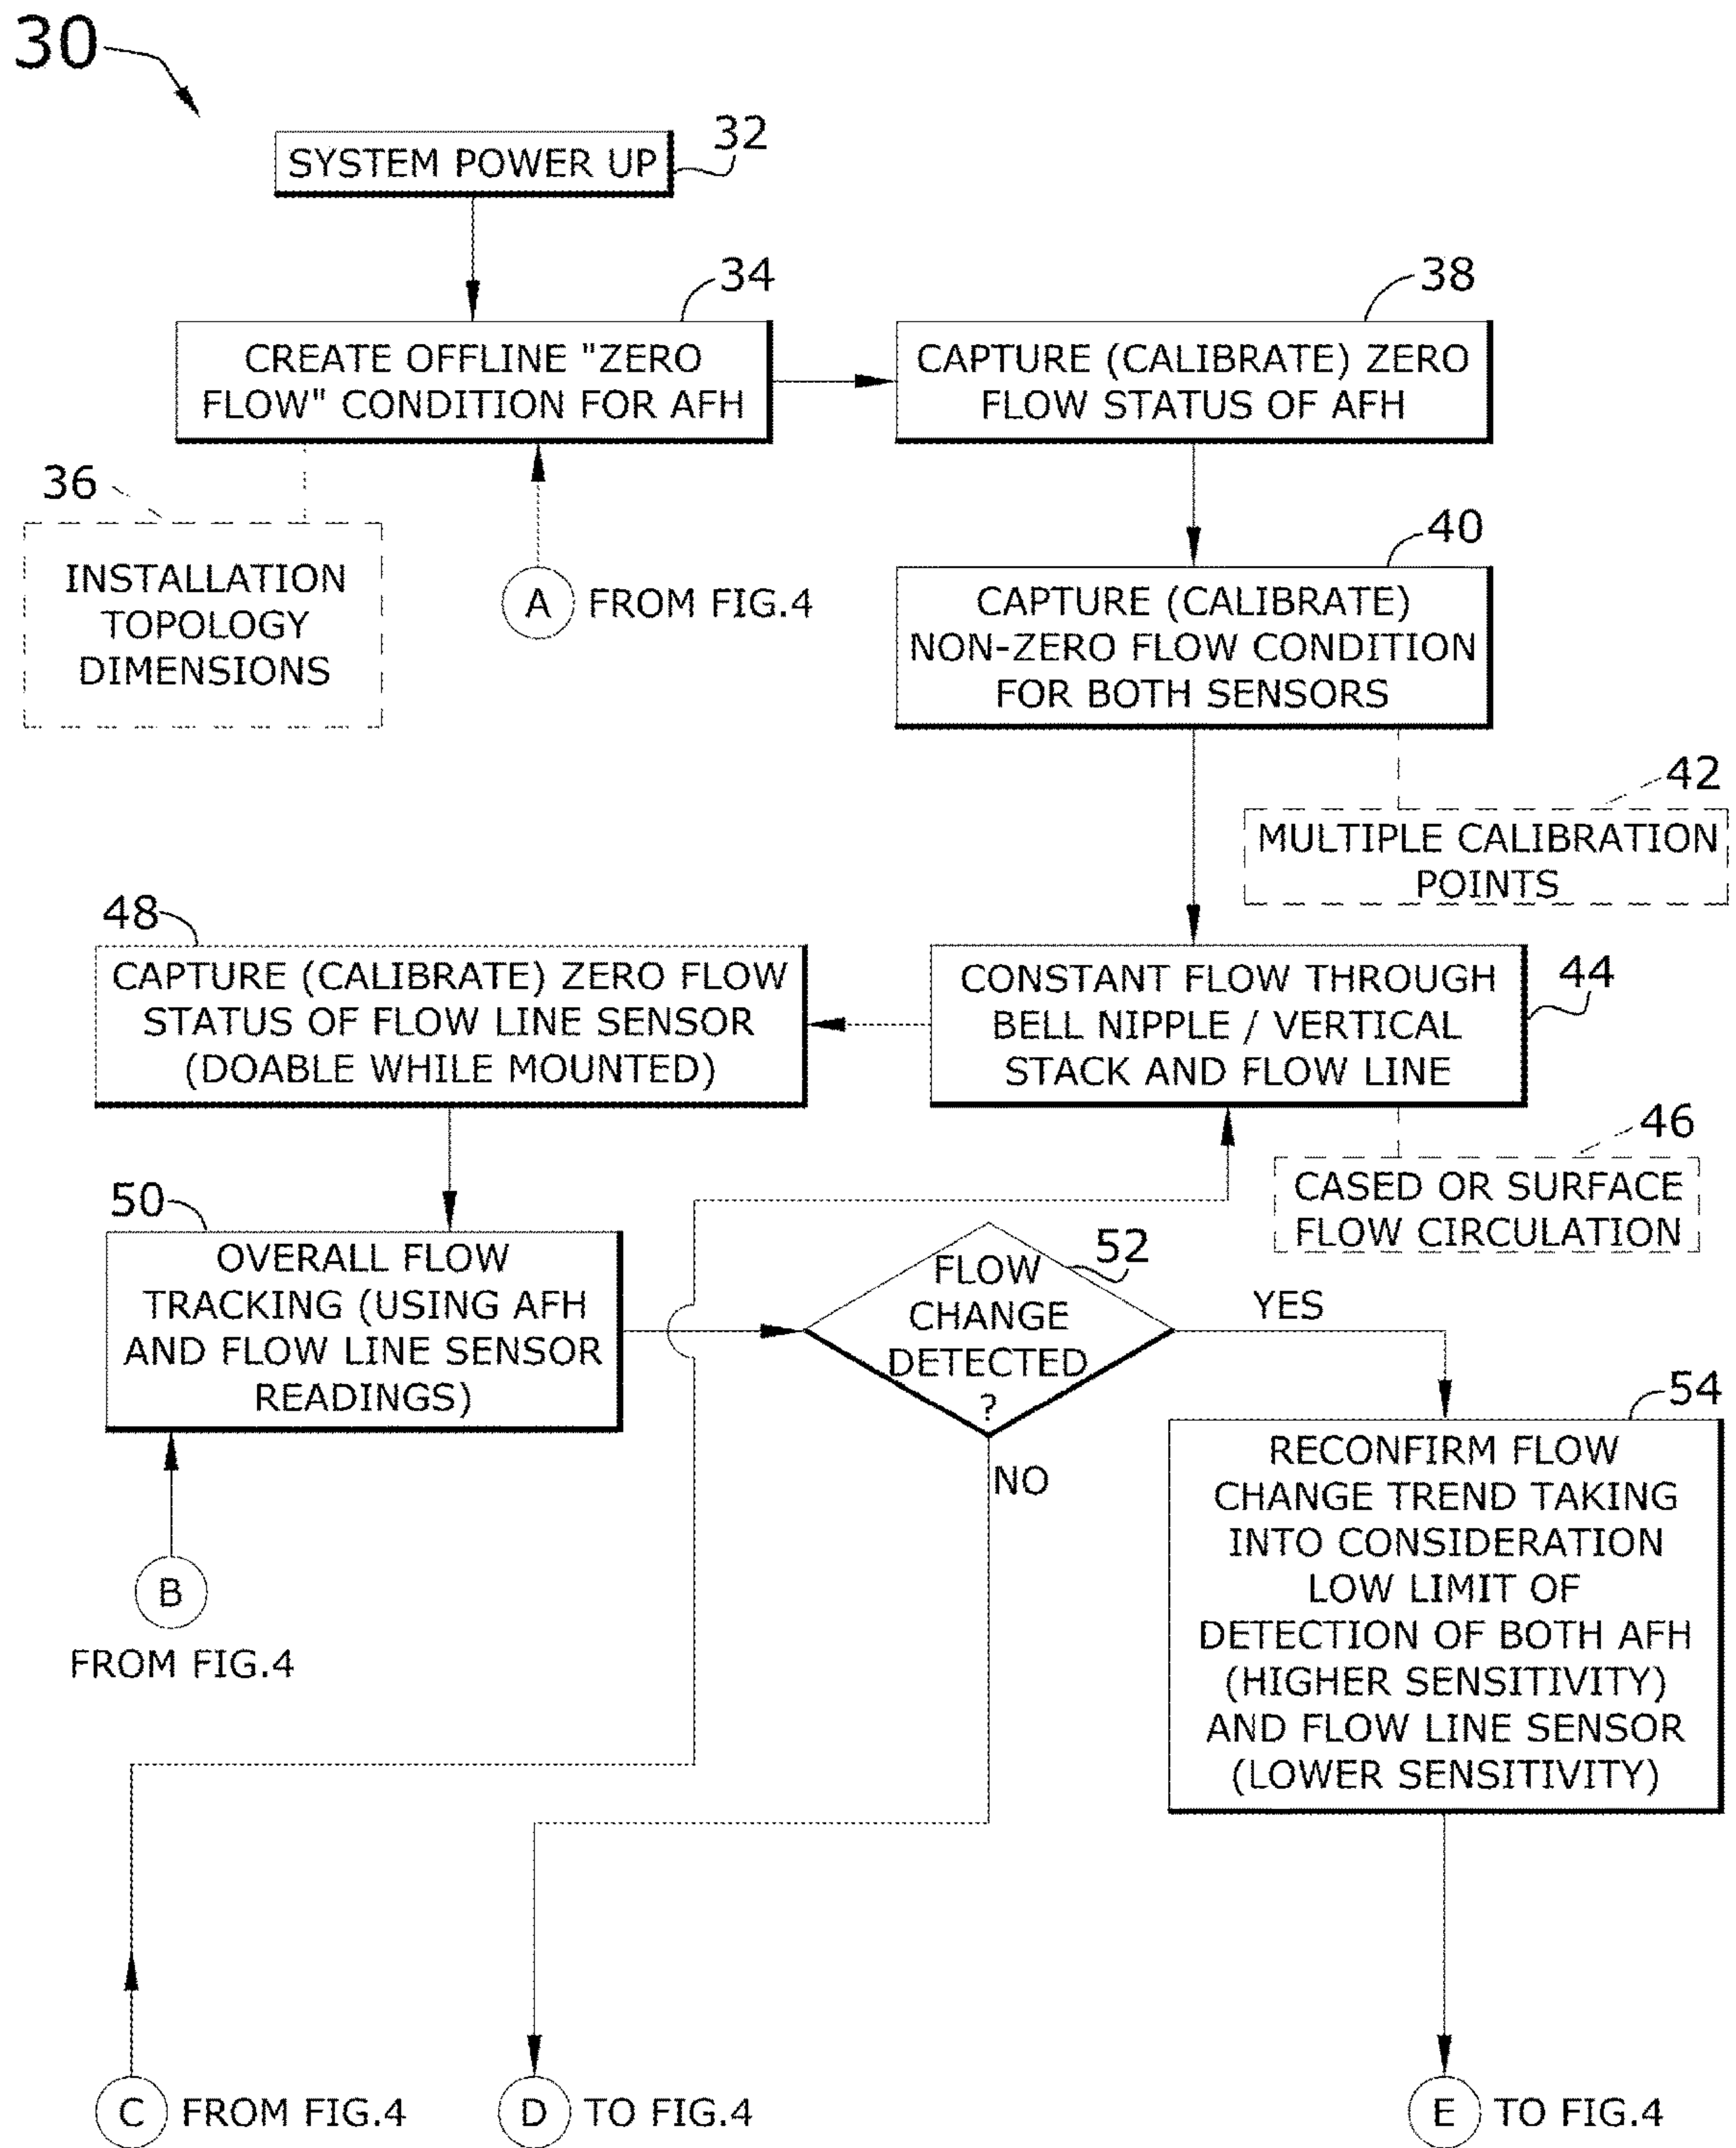 30
SYSTEM POWER UP
32
34
CREATE OFFLINE "ZERO
FLOW" CONDITION FOR AFH
38
CAPTURE (CALIBRATE) ZERO
FLOW STATUS OF AFH
36
INSTALLATION
TOPOLOGY
DIMENSIONS
A FROM FIG.4
40
CAPTURE (CALIBRATE)
NON-ZERO FLOW CONDITION
FOR BOTH SENSORS
42
MULTIPLE CALIBRATION
POINTS
48
CAPTURE (CALIBRATE) ZERO FLOW
STATUS OF FLOW LINE SENSOR
(DOABLE WHILE MOUNTED)
44
CONSTANT FLOW THROUGH
BELL NIPPLE / VERTICAL
STACK AND FLOW LINE
46
CASED OR SURFACE
FLOW CIRCULATION
50
OVERALL FLOW
TRACKING (USING AFH
AND FLOW LINE SENSOR
READINGS)
52
FLOW
CHANGE
DETECTED
?
YES
NO
54
RECONFIRM FLOW
CHANGE TREND TAKING
INTO CONSIDERATION
LOW LIMIT OF
DETECTION OF BOTH AFH
(HIGHER SENSITIVITY)
AND FLOW LINE SENSOR
(LOWER SENSITIVITY)
B
FROM FIG.4
C FROM FIG.4
D TO FIG.4
E TO FIG.4